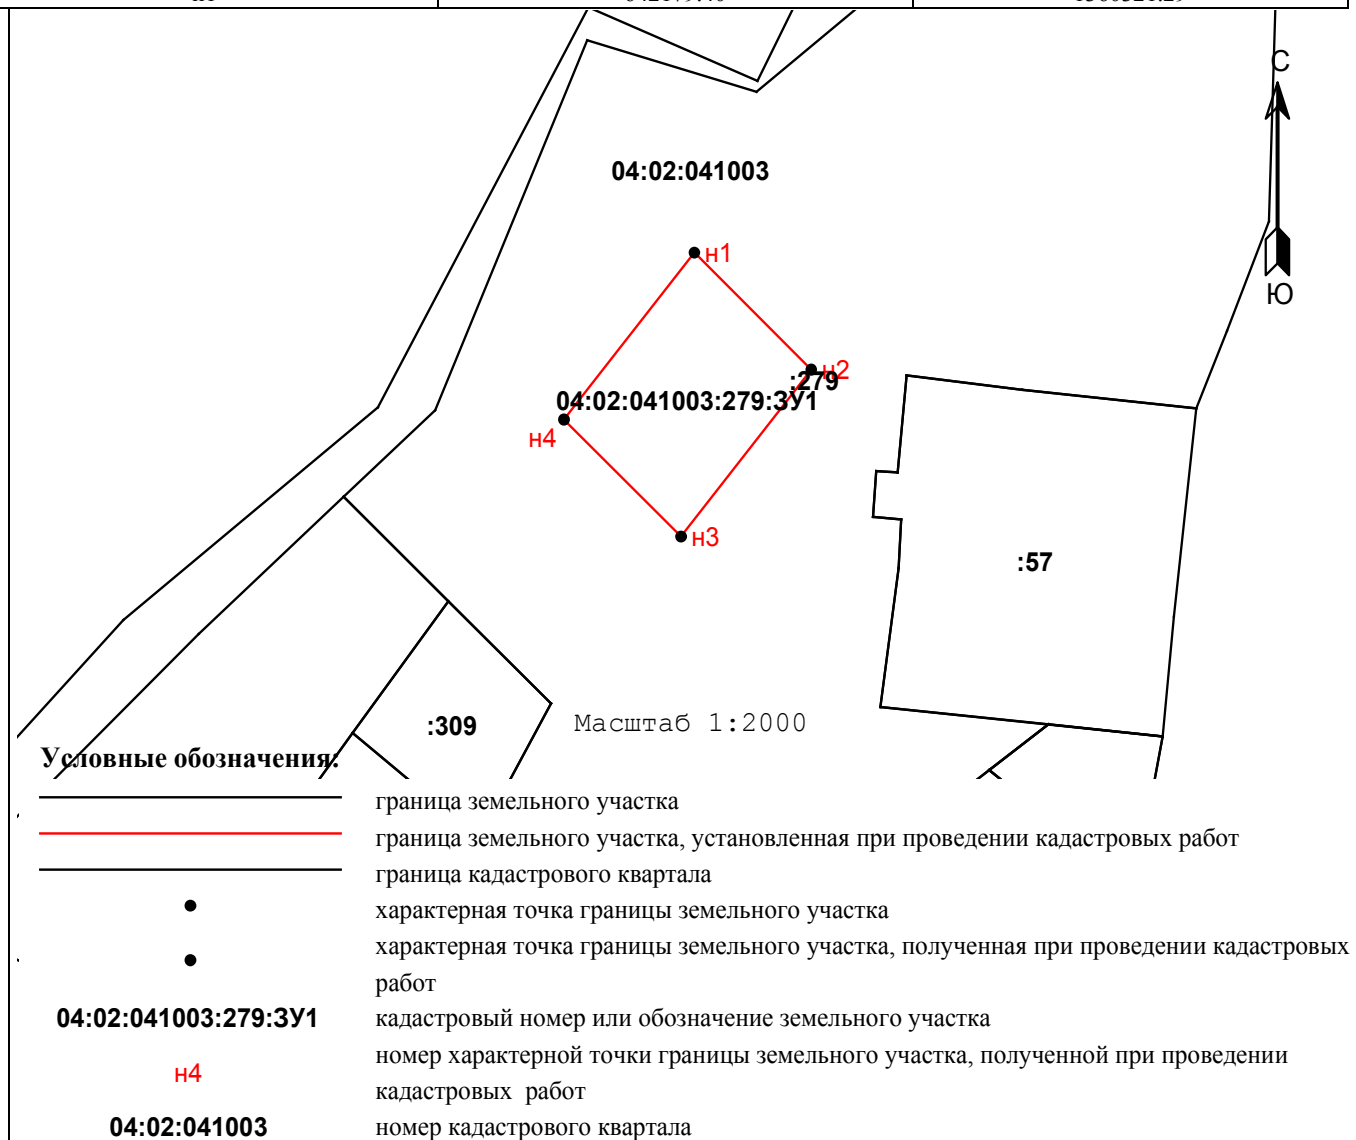 С
04:02:041003
н1
Ю
н2
:279
04:02:041003:279:ЗУ1
н4
н3
:57
:309
Масштаб 1:2000
Условные обозначения:
граница земельного участка
граница земельного участка, установленная при проведении кадастровых работ
граница кадастрового квартала
характерная точка границы земельного участка
характерная точка границы земельного участка, полученная при проведении кадастровых
работ
04:02:041003:279:ЗУ1 кадастровый номер или обозначение земельного участка
н4 номер характерной точки границы земельного участка, полученной при проведении
кадастровых работ
04:02:041003 номер кадастрового квартала